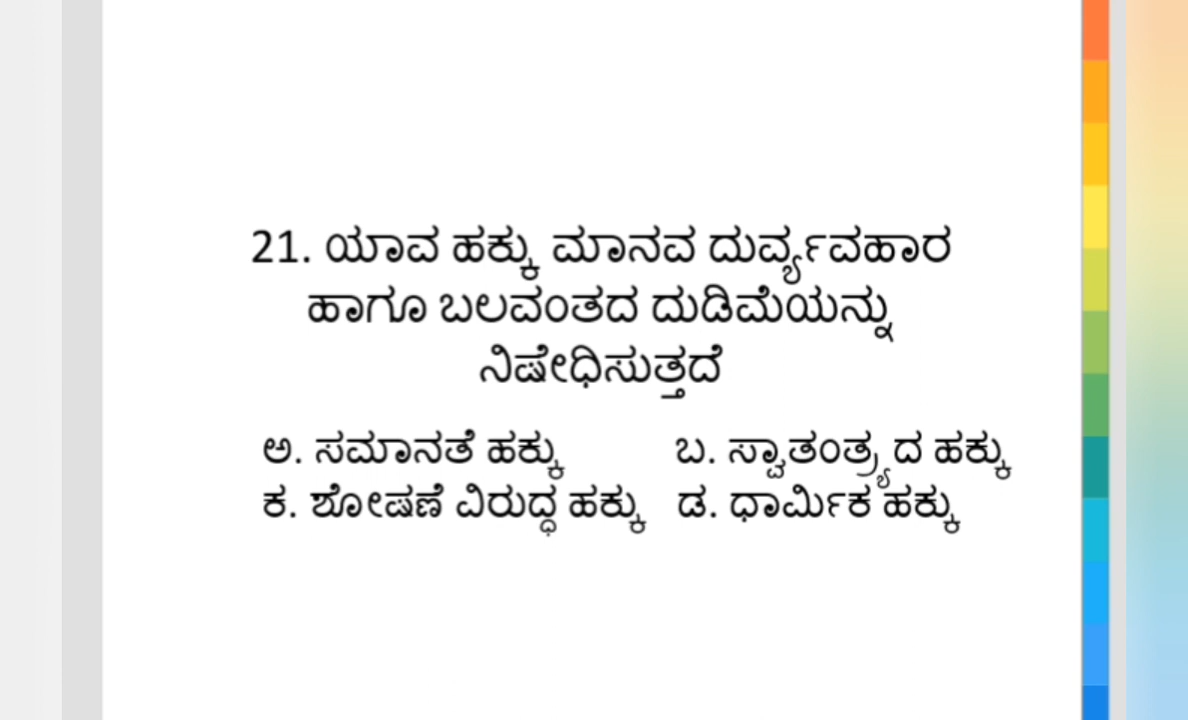 21. ಯಾವ ಹಕ್ಕು ಮಾನವ ದುರ್ವ್ಯವಹಾರ
ಹಾಗೂ ಬಲವಂತದ ದುಡಿಮೆಯನ್ನು
ನಿಷೇಧಿಸುತ್ತದೆ
ಅ. ಸಮಾನತೆ ಹಕ್ಕು ಬ. ಸ್ವಾತಂತ್ರ್ಯದ ಹಕ್ಕು
ಕ. ಶೋಷಣೆ ವಿರುದ್ಧ ಹಕ್ಕು ಡ. ಧಾರ್ಮಿಕ ಹಕ್ಕು